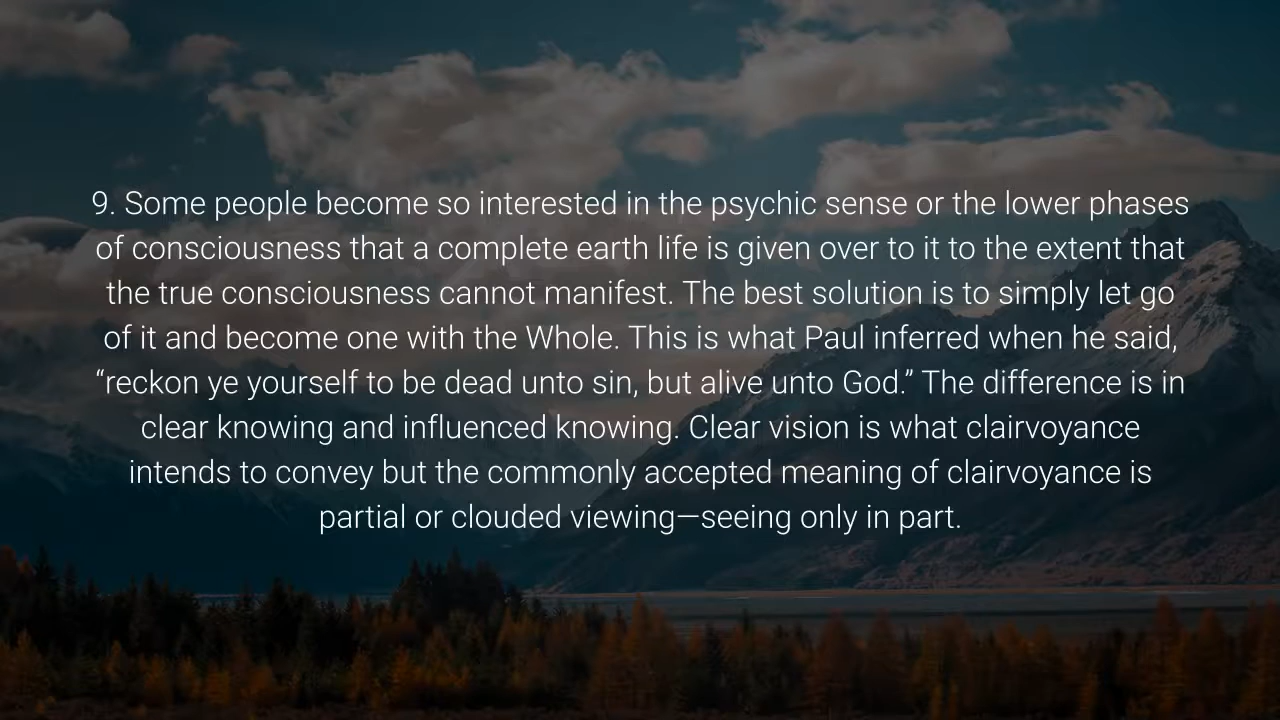 9. Some people become so interested in the psychic sense or the lower phases
of consciousness that a complete earth life is given over to it to the extent that
the true consciousness cannot manifest. The best solution is to simply let go
of it and become one with the Whole. This is what Paul inferred when he said,
“reckon ye yourself to be dead unto sin, but alive unto God.” The difference is in
clear knowing and influenced knowing. Clear vision is what clairvoyance
intends to convey but the commonly accepted meaning of clairvoyance is
partial or clouded viewing—seeing only in part.